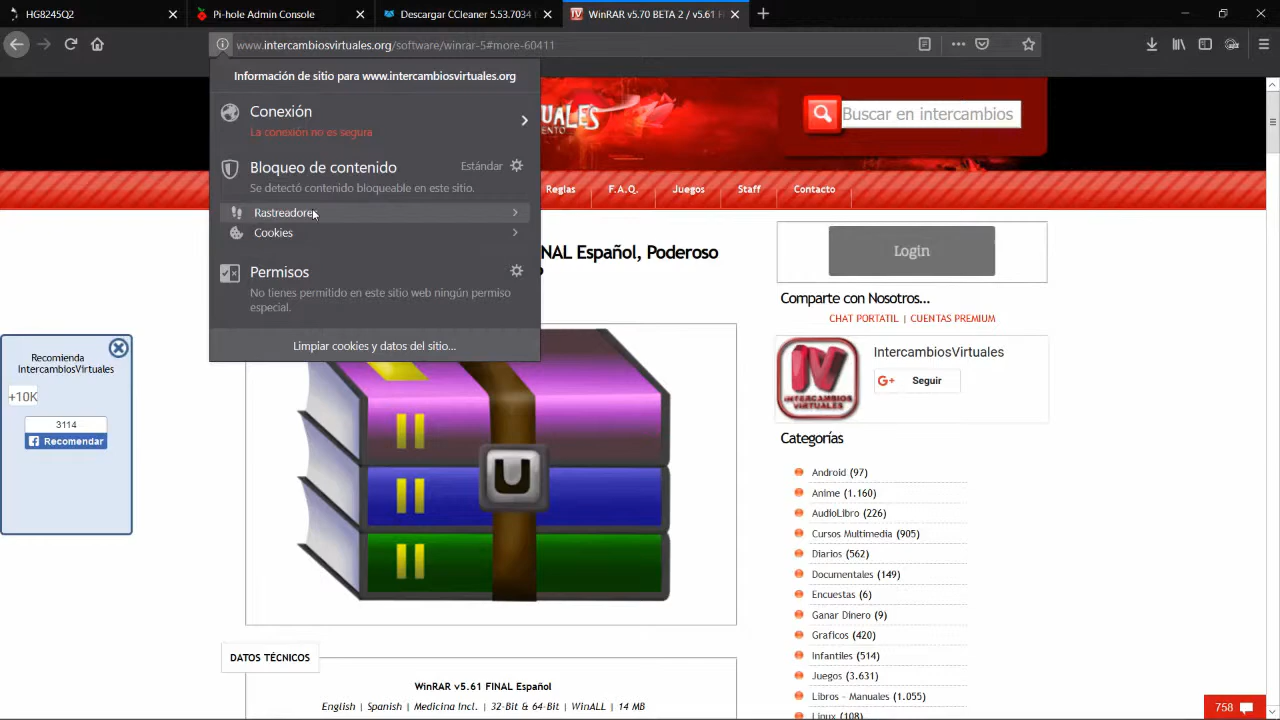 HG8245Q2
Pi-hole Admin Console
Descargar CCleaner 5.53.7034
WinRAR v5.70 BETA 2 / v5.61 F
www.intercambiosvirtuales.org/software/winrar-5#more-60411
Información de sitio para www.intercambiosvirtuales.org
Conexión
La conexión no es segura
Bloqueo de contenido
Estándar
Se detectó contenido bloqueable en este sitio.
Rastreadores
Cookies
Permisos
No tienes permitido en este sitio web ningún permiso
especial.
Limpiar cookies y datos del sitio...
Buscar en intercambios
Reglas
F.A.Q.
Juegos
Staff
Contacto
NAL Español, Poderoso
Login
Comparte con Nosotros...
CHAT PORTATIL | CUENTAS PREMIUM
IV
INTERCAMBIOS
VIRTUALES
IntercambiosVirtuales
G+ Seguir
Recomienda
IntercambiosVirtuales
+10K
3114
Recomendar
Categorías
Android (97)
Anime (1.160)
AudioLibro (226)
Cursos Multimedia (905)
Diarios (562)
Documentales (149)
Encuestas (6)
Ganar Dinero (9)
Graficos (420)
Infantiles (514)
Juegos (3.631)
Libros - Manuales (1.055)
Linux (108)
DATOS TÉCNICOS
WinRAR v5.61 FINAL Español
English | Spanish | Medicina Incl. | 32-Bit & 64-Bit | WinALL | 14 MB
758